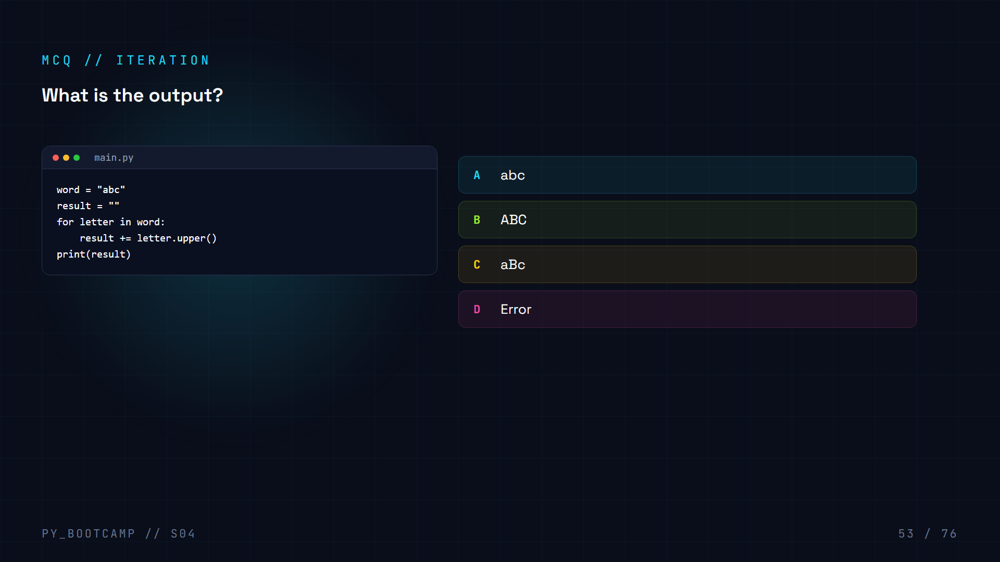 MCQ // ITERATION
What is the output?
main.py
word = "abc"
result = ""
for letter in word:
    result += letter.upper()
print(result)
A abc
B ABC
C aBc
D Error
PY_BOOTCAMP // S04
53 / 76